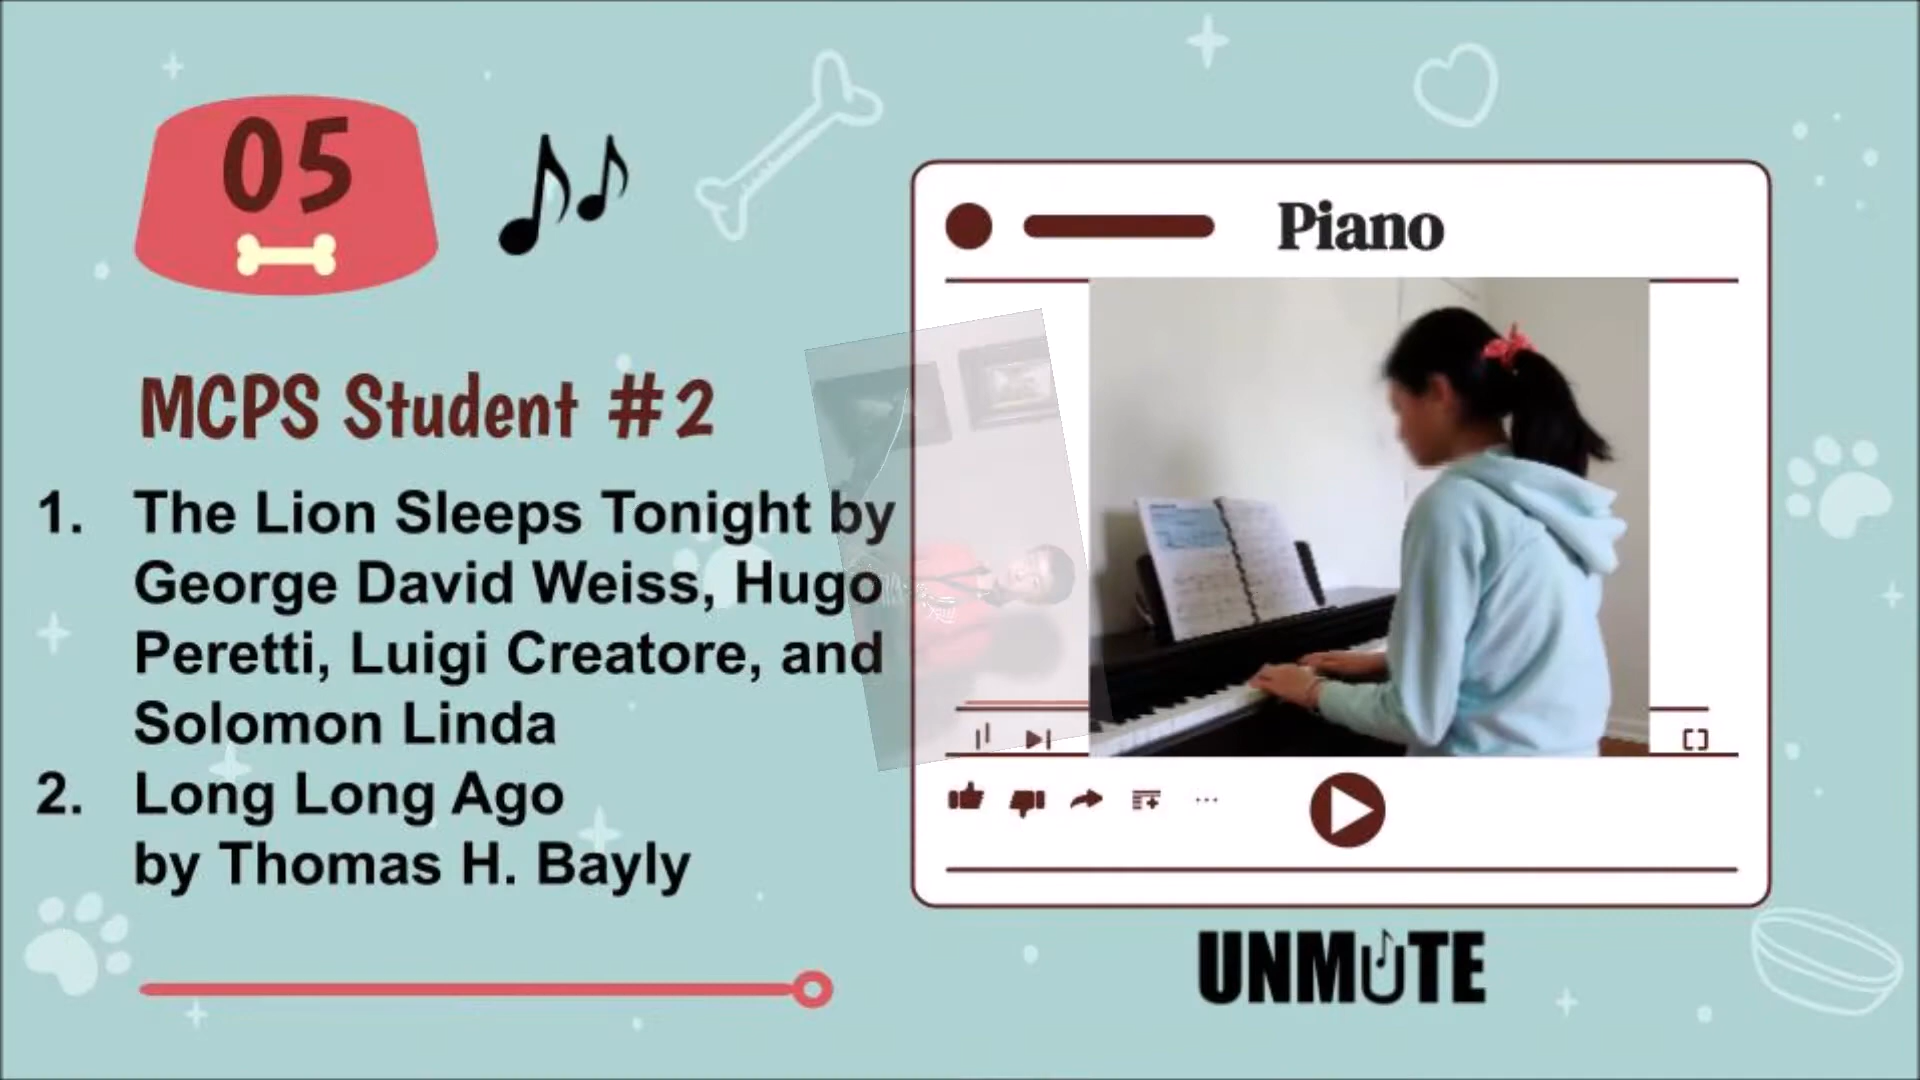 05
MCPS Student #2
1. The Lion Sleeps Tonight by
George David Weiss, Hugo
Peretti, Luigi Creatore, and
Solomon Linda
2. Long Long Ago
by Thomas H. Bayly
Piano
UNMUTE